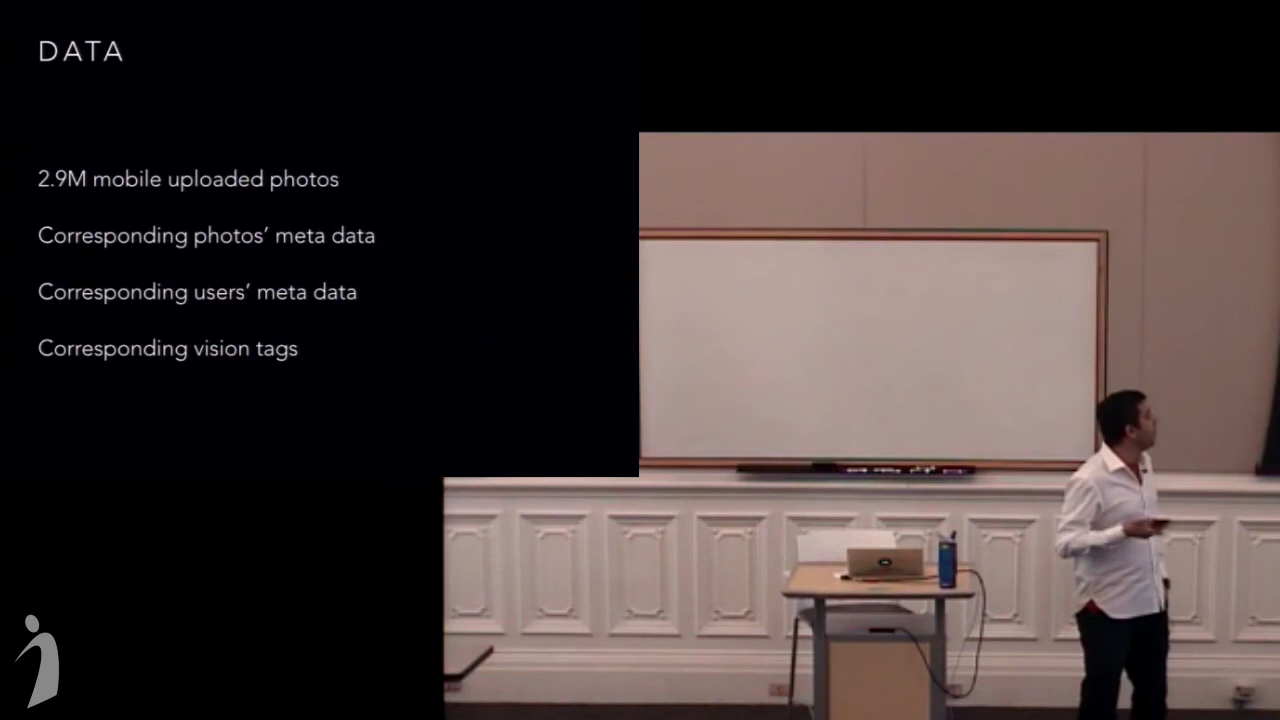 DATA
2.9M mobile uploaded photos
Corresponding photos' meta data
Corresponding users' meta data
Corresponding vision tags